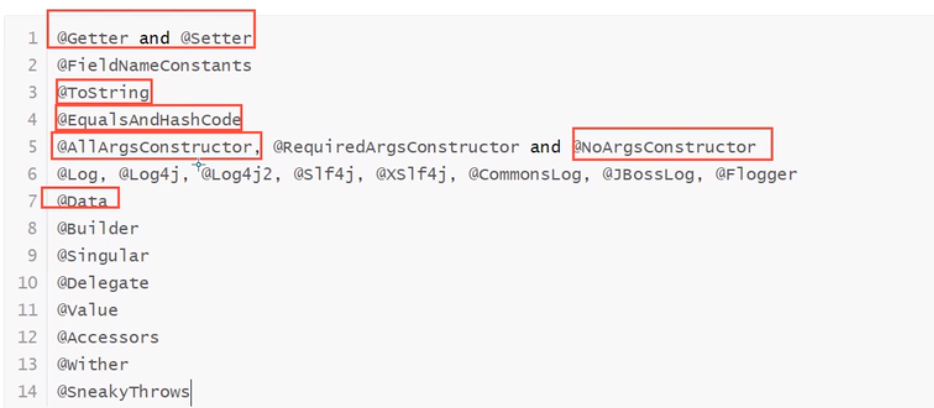 1 @Getter and @Setter
2 @FieldNameConstants
3 @ToString
4 @EqualsAndHashCode
5 @AllArgsConstructor, @RequiredArgsConstructor and @NoArgsConstructor
6 @Log, @Log4j, @Log4j2, @Slf4j, @XSlf4j, @CommonsLog, @JBossLog, @Flogger
7 @Data
8 @Builder
9 @Singular
10 @Delegate
11 @Value
12 @Accessors
13 @Wither
14 @SneakyThrows